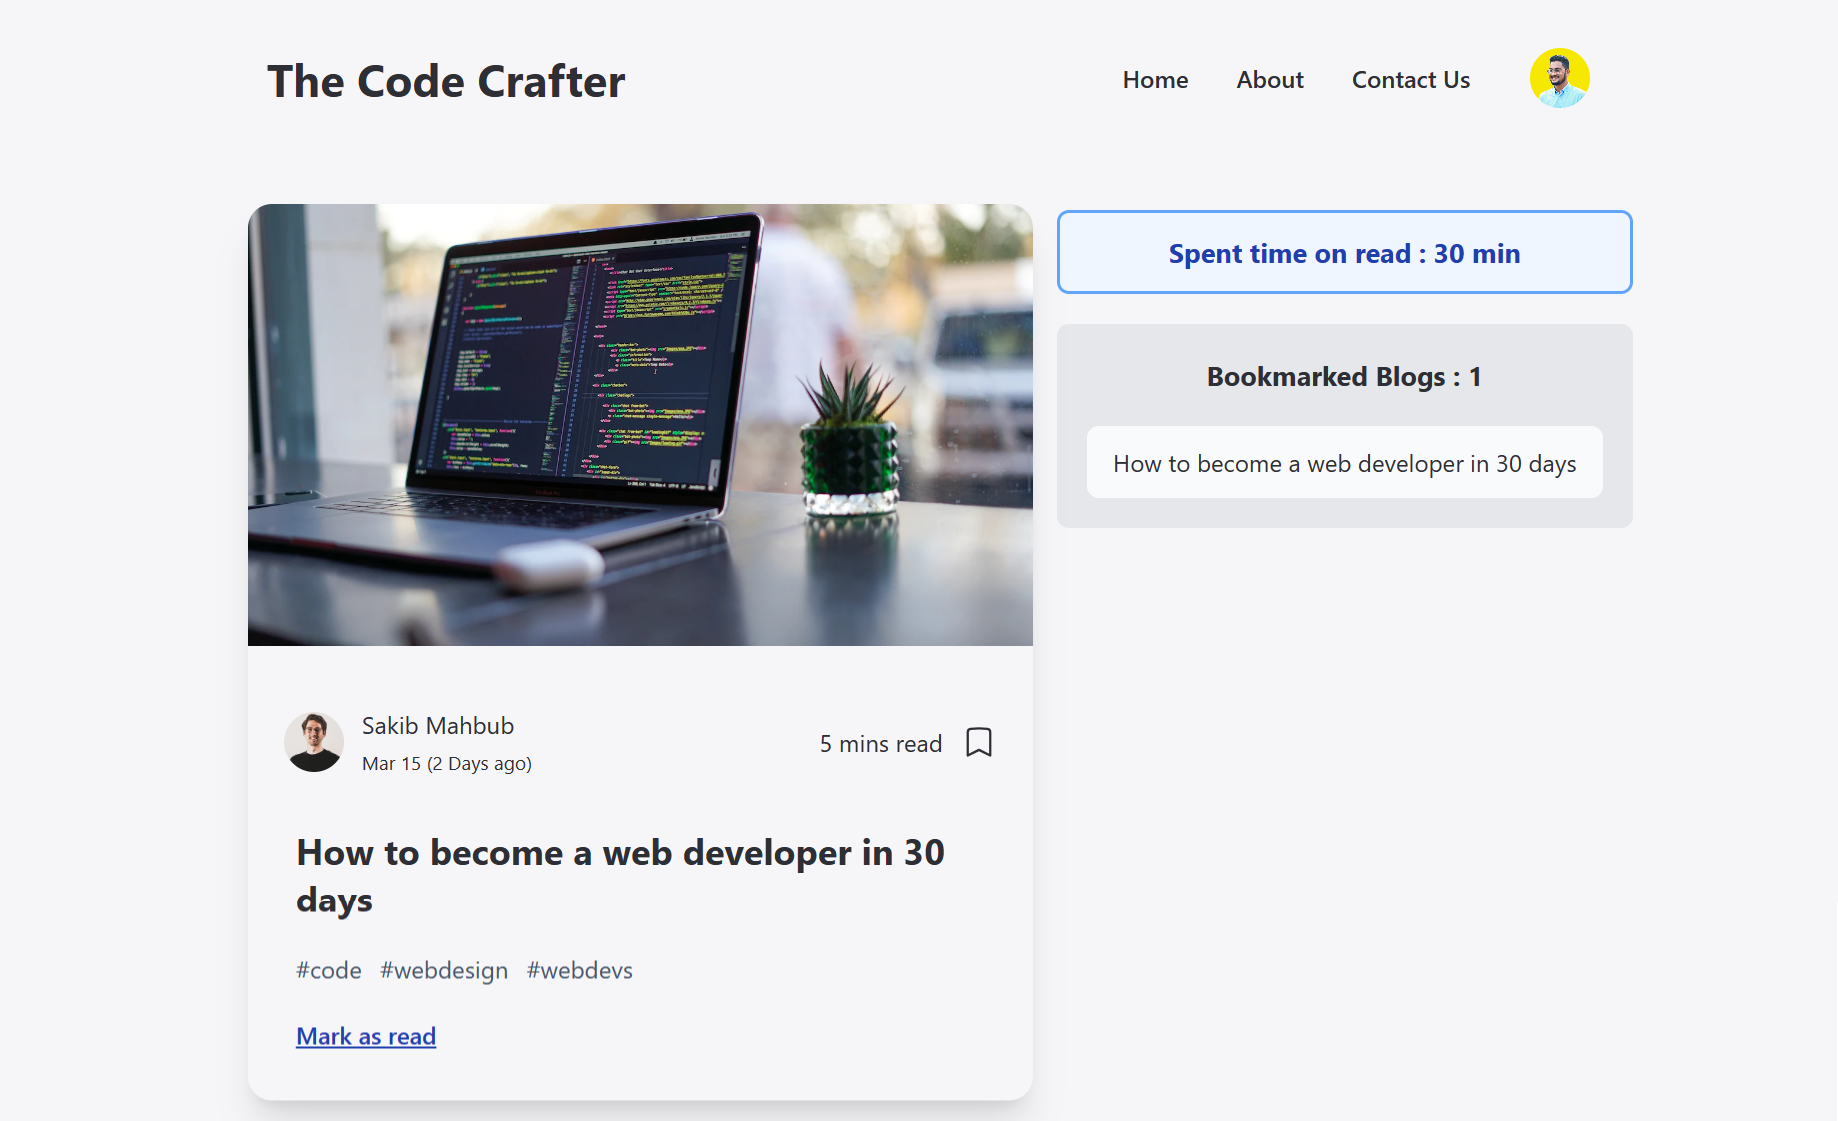 The Code Crafter
Home About Contact Us
Spent time on read : 30 min
Bookmarked Blogs : 1
How to become a web developer in 30 days
Sakib Mahbub
Mar 15 (2 Days ago)
5 mins read
How to become a web developer in 30
days
#code #webdesign #webdevs
Mark as read